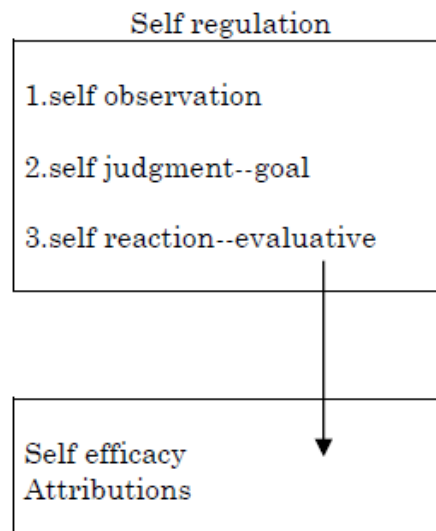 Self regulation
1.self observation
2.self judgment--goal
3.self reaction--evaluative
Self efficacy
Attributions